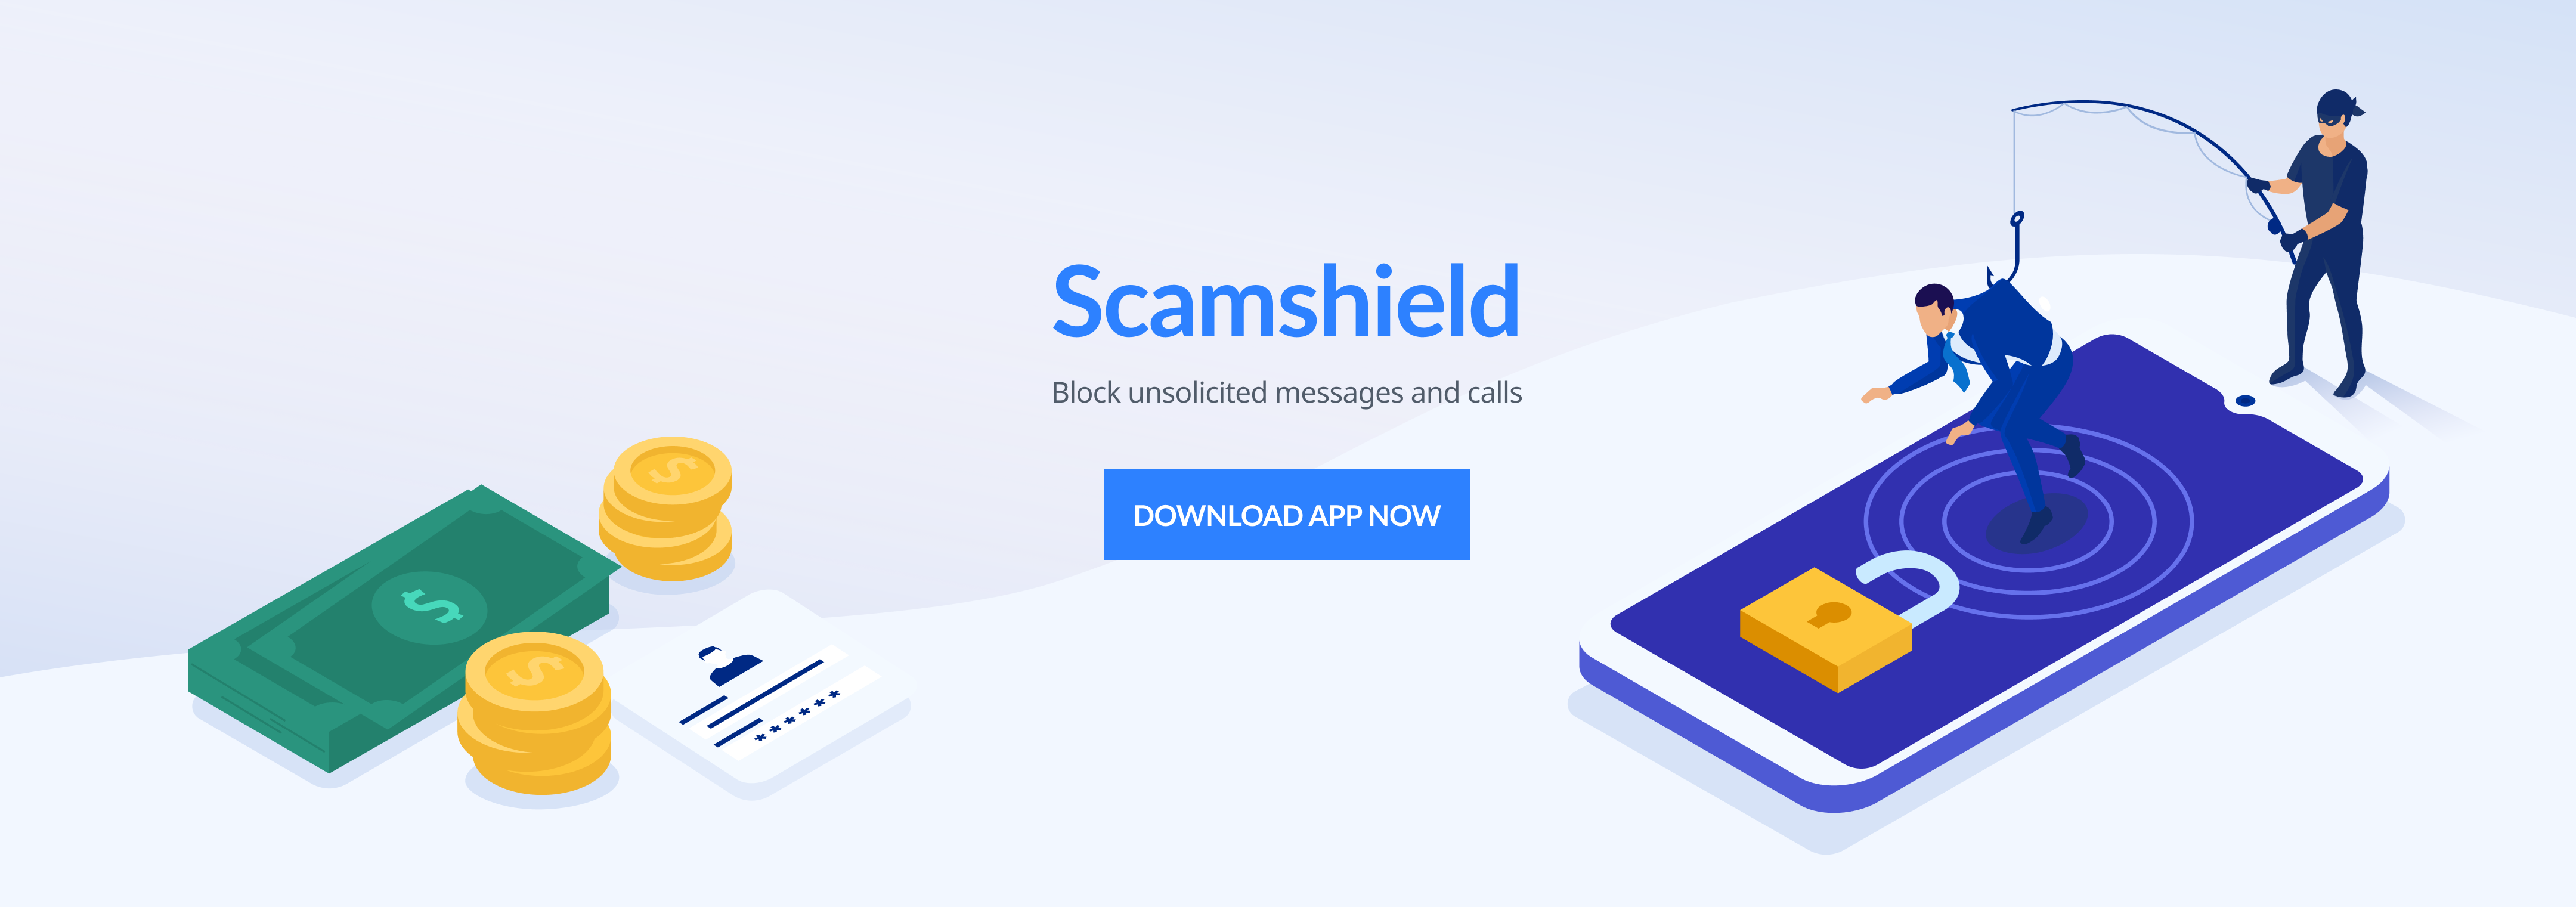 Scamshield
Block unsolicited messages and calls
DOWNLOAD APP NOW
$
$
$
*****